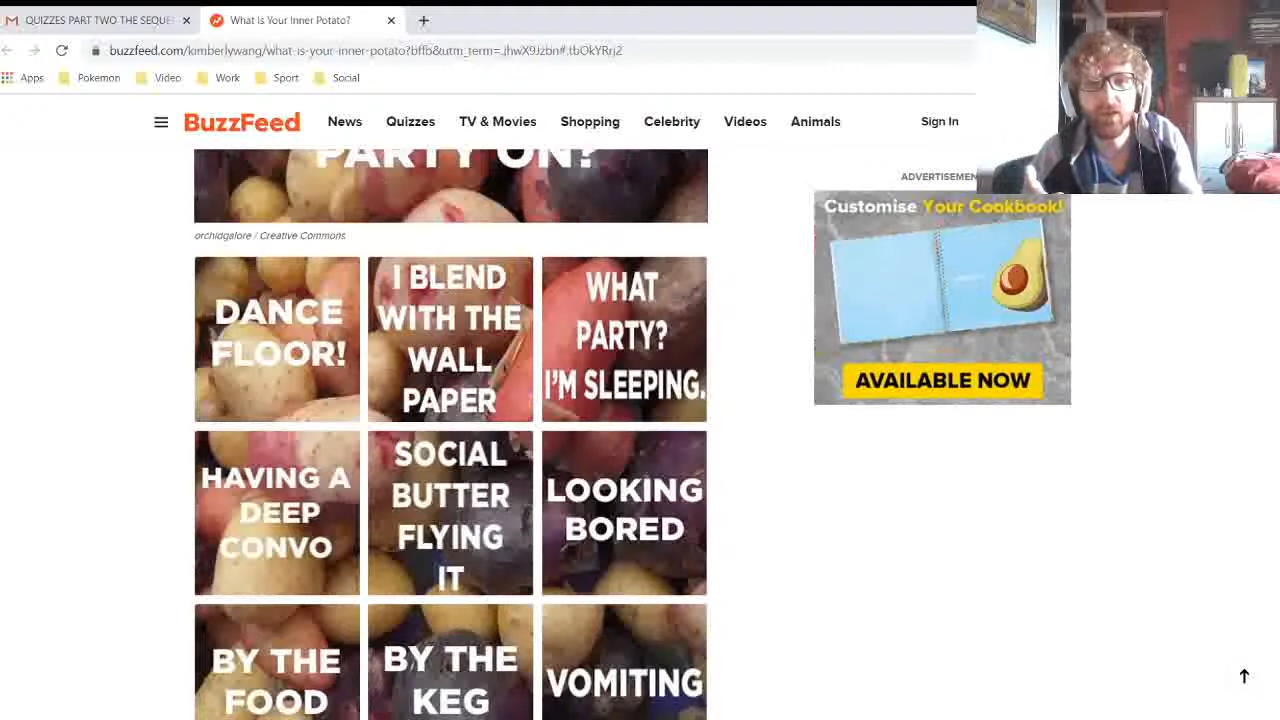 QUIZZES PART TWO THE SEQUE
What Is Your Inner Potato?
buzzfeed.com/kimberlywang/what-is-your-inner-potato?bffb&utm_term=.jhwX9Jzbn#.tbOkYRrj2
Apps Pokemon Video Work Sport Social
BuzzFeed News Quizzes TV & Movies Shopping Celebrity Videos Animals Sign In
PARTY ON?
orchidgalore / Creative Commons
ADVERTISEMEN
Customise Your Cookbook!
AVAILABLE NOW
DANCE
FLOOR!
I BLEND
WITH THE
WALL
PAPER
WHAT
PARTY?
I'M SLEEPING.
HAVING A
DEEP
CONVO
SOCIAL
BUTTER
FLYING
IT
LOOKING
BORED
BY THE
FOOD
BY THE
KEG
VOMITING